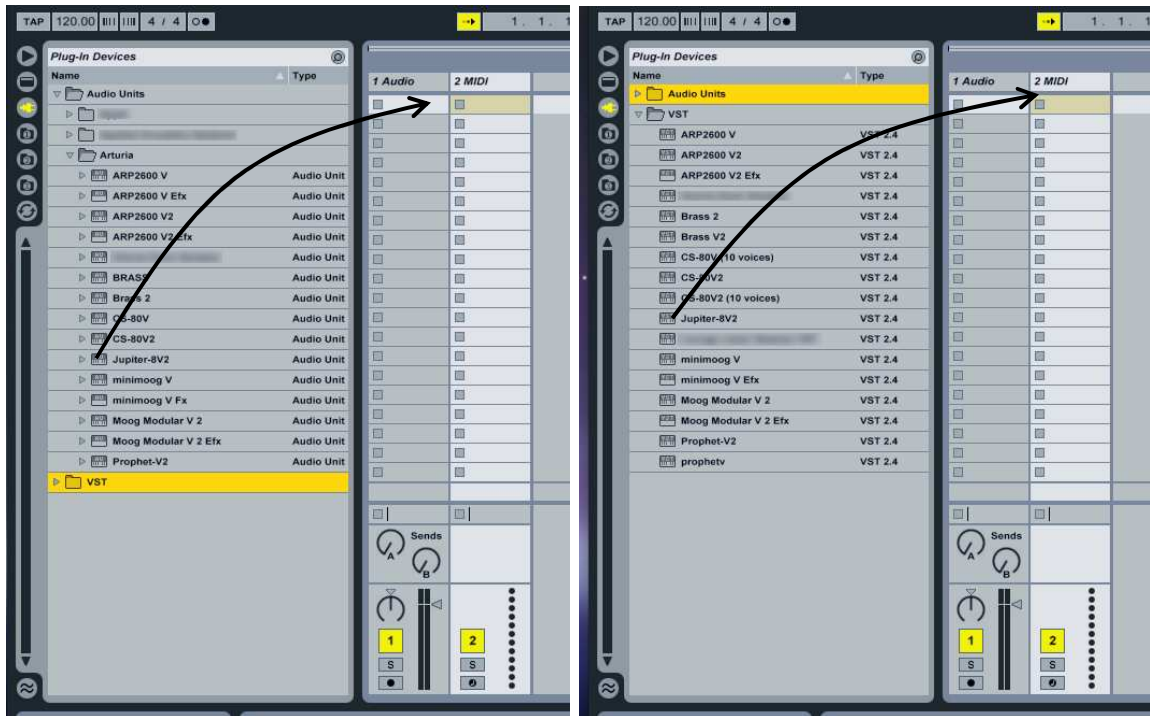 TAP 120.00 4 / 4
1. 1. 1
Plug-In Devices
Name Type
Audio Units
Arturia
ARP2600 V Audio Unit
ARP2600 V Efx Audio Unit
ARP2600 V2 Audio Unit
ARP2600 V2 Efx Audio Unit
Audio Unit
BRASS Audio Unit
Brass 2 Audio Unit
CS-80V Audio Unit
CS-80V2 Audio Unit
Jupiter-8V2 Audio Unit
minimoog V Audio Unit
minimoog V Fx Audio Unit
Moog Modular V 2 Audio Unit
Moog Modular V 2 Efx Audio Unit
Prophet-V2 Audio Unit
VST
1 Audio 2 MIDI
Sends
A
B
1 2
S S
TAP 120.00 4 / 4
1. 1. 1
Plug-In Devices
Name Type
Audio Units
VST
ARP2600 V VST 2.4
ARP2600 V2 VST 2.4
ARP2600 V2 Efx VST 2.4
VST 2.4
Brass 2 VST 2.4
Brass V2 VST 2.4
CS-80V (10 voices) VST 2.4
CS-80V2 VST 2.4
CS-80V2 (10 voices) VST 2.4
Jupiter-8V2 VST 2.4
VST 2.4
minimoog V VST 2.4
minimoog V Efx VST 2.4
Moog Modular V 2 VST 2.4
Moog Modular V 2 Efx VST 2.4
Prophet-V2 VST 2.4
prophetv VST 2.4
1 Audio 2 MIDI
Sends
A
B
1 2
S S